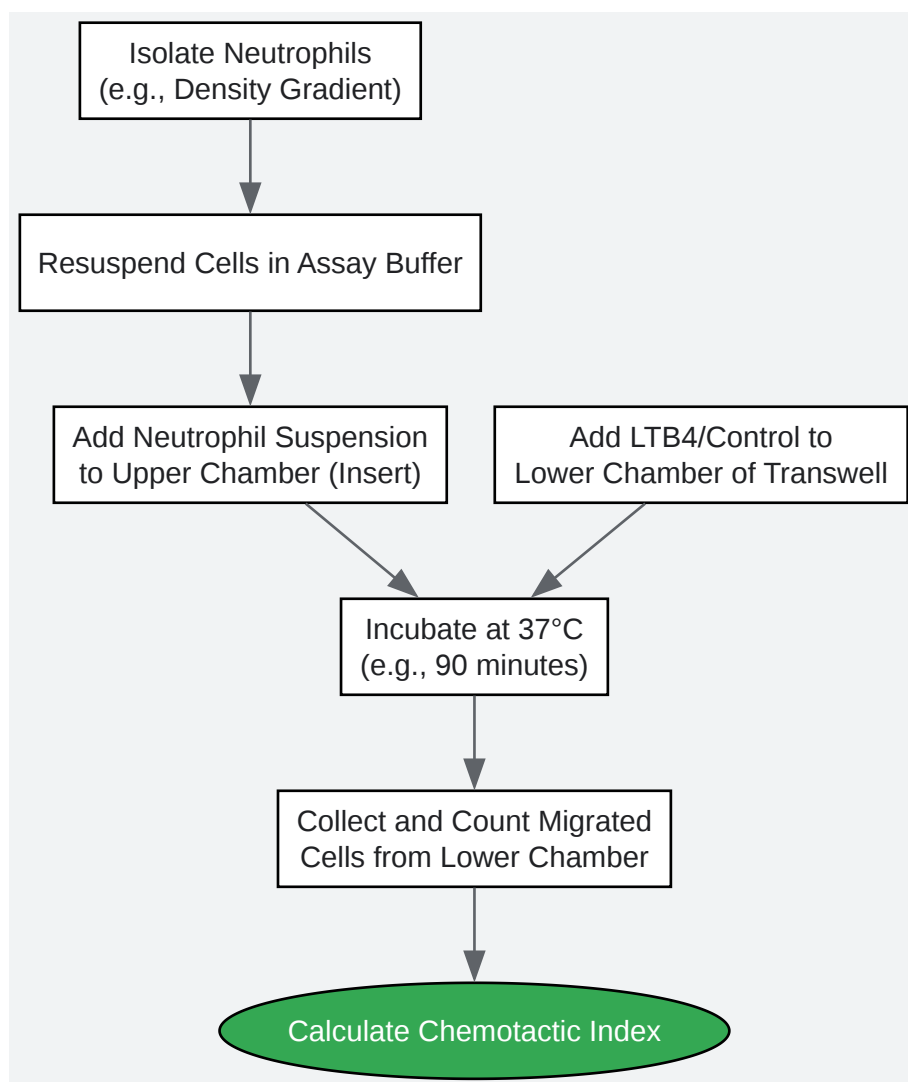 Isolate Neutrophils
(e.g., Density Gradient)
Resuspend Cells in Assay Buffer
Add Neutrophil Suspension
to Upper Chamber (Insert)
Add LTB4/Control to
Lower Chamber of Transwell
Incubate at 37°C
(e.g., 90 minutes)
Collect and Count Migrated
Cells from Lower Chamber
Calculate Chemotactic Index